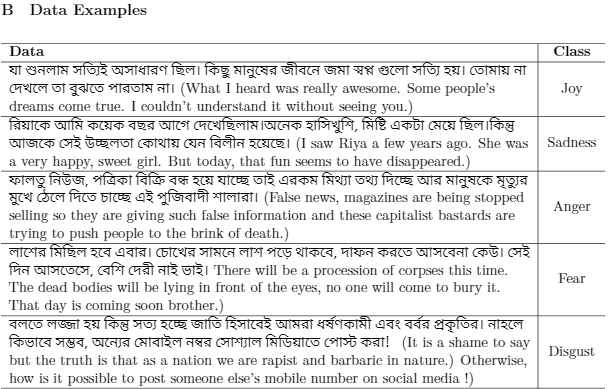 B Data Examples
Data Class
যা শুনলাম সত্যিই অসাধারণ ছিল। কিছু মানুষের জীবনে জমা স্বপ্ন গুলো সত্যি হয়। তোমায় না
দেখলে তা বুঝতে পারতাম না। (What I heard was really awesome. Some people's
dreams come true. I couldn't understand it without seeing you.)
Joy
রিয়াকে আমি কয়েক বছর আগে দেখেছিলাম।অনেক হাসিখুশি, মিষ্টি একটা মেয়ে ছিল।কিন্তু
আজকে সেই উচ্ছলতা কোথায় যেন বিলীন হয়েছে। (I saw Riya a few years ago. She was
a very happy, sweet girl. But today, that fun seems to have disappeared.)
Sadness
ফালতু নিউজ, পত্রিকা বিক্রি বন্ধ হয়ে যাচ্ছে তাই এরকম মিথ্যা তথ্য দিচ্ছে আর মানুষকে মৃত্যুর
মুখে ঠেলে দিতে চাচ্ছে এই পুজিবাদী শালারা। (False news, magazines are being stopped
selling so they are giving such false information and these capitalist bastards are
trying to push people to the brink of death.)
Anger
লাশের মিছিল হবে এবার। চোখের সামনে লাশ পড়ে থাকবে, দাফন করতে আসবেনা কেউ। সেই
দিন আসতেসে, বেশি দেরী নাই ভাই। There will be a procession of corpses this time.
The dead bodies will be lying in front of the eyes, no one will come to bury it.
That day is coming soon brother.)
Fear
বলতে লজ্জা হয় কিন্তু সত্য হচ্ছে জাতি হিসাবেই আমরা ধর্ষণকামী এবং বর্বর প্রকৃতির। নাহলে
কিভাবে সম্ভব, অন্যের মোবাইল নম্বর সোশ্যাল মিডিয়াতে পোস্ট করা! (It is a shame to say
but the truth is that as a nation we are rapist and barbaric in nature.) Otherwise,
how is it possible to post someone else's mobile number on social media !)
Disgust